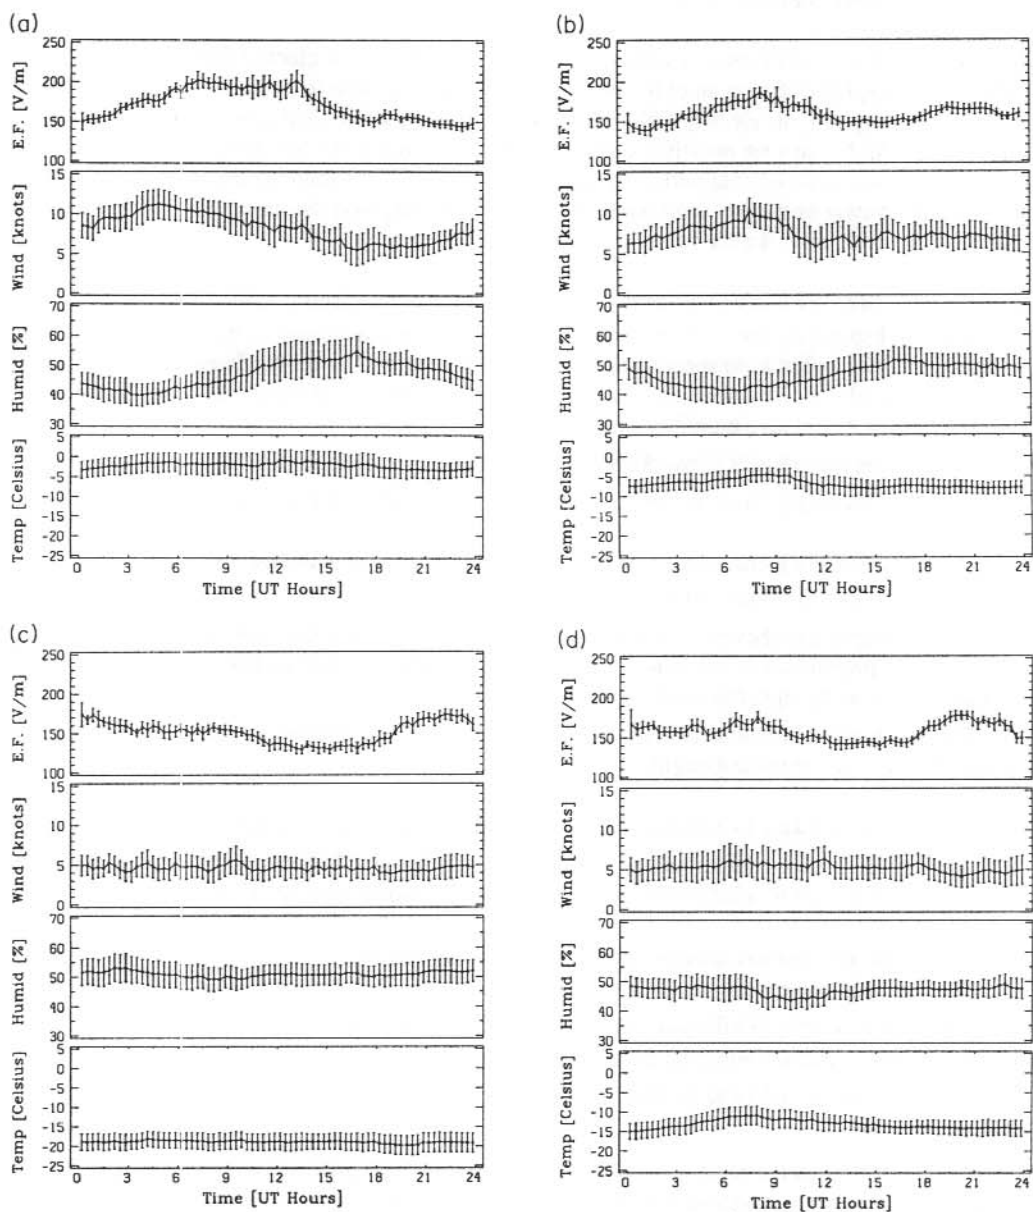 (a)
E.F. [V/m]
250
200
150
100
Wind [knots]
15
10
5
0
Humid [%]
70
60
50
40
30
Temp [Celsius]
5
0
-5
-10
-15
-20
-25
0 3 6 9 12 15 18 21 24
Time [UT Hours]
(b)
E.F. [V/m]
250
200
150
100
Wind [knots]
15
10
5
0
Humid [%]
70
60
50
40
30
Temp [Celsius]
5
0
-5
-10
-15
-20
-25
0 3 6 9 12 15 18 21 24
Time [UT Hours]
(c)
E.F. [V/m]
250
200
150
100
Wind [knots]
15
10
5
0
Humid [%]
70
60
50
40
30
Temp [Celsius]
5
0
-5
-10
-15
-20
-25
0 3 6 9 12 15 18 21 24
Time [UT Hours]
(d)
E.F. [V/m]
250
200
150
100
Wind [knots]
15
10
5
0
Humid [%]
70
60
50
40
30
Temp [Celsius]
5
0
-5
-10
-15
-20
-25
0 3 6 9 12 15 18 21 24
Time [UT Hours]